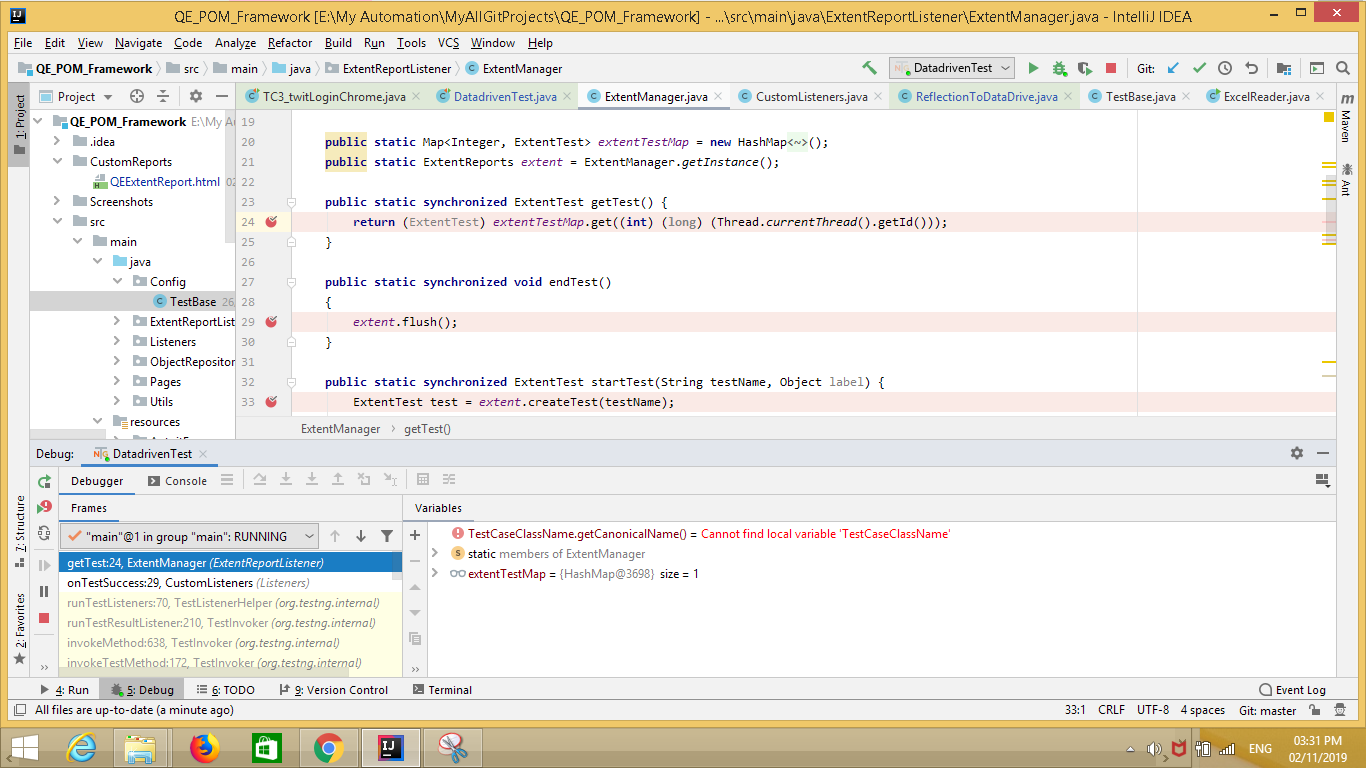 QE_POM_Framework [E:\My Automation\MyAllGitProjects\QE_POM_Framework] - ...\src\main\java\ExtentReportListener\ExtentManager.java - IntelliJ IDEA
File Edit View Navigate Code Analyze Refactor Build Run Tools VCS Window Help
QE_POM_Framework src main java ExtentReportListener ExtentManager DatadrivenTest Git:
1: Project
Project
TC3_twitLoginChrome.java DatadrivenTest.java ExtentManager.java CustomListeners.java ReflectionToDataDrive.java TestBase.java ExcelReader.java
QE_POM_Framework E:\My A
.idea
CustomReports
QEExtentReport.html 02
Screenshots
src
main
java
Config
TestBase 26,
ExtentReportList
Listeners
ObjectRepositor
Pages
Utils
resources
19
20 public static Map<Integer, ExtentTest> extentTestMap = new HashMap<~>();
21 public static ExtentReports extent = ExtentManager.getInstance();
22
23 public static synchronized ExtentTest getTest() {
24 return (ExtentTest) extentTestMap.get((int) (long) (Thread.currentThread().getId()));
25 }
26
27 public static synchronized void endTest()
28 {
29 extent.flush();
30 }
31
32 public static synchronized ExtentTest startTest(String testName, Object label) {
33 ExtentTest test = extent.createTest(testName);
ExtentManager getTest()
Maven
Ant
Debug: DatadrivenTest
Debugger Console
Frames
Variables
"main"@1 in group "main": RUNNING
getTest:24, ExtentManager (ExtentReportListener)
onTestSuccess:29, CustomListeners (Listeners)
runTestListeners:70, TestListenerHelper (org.testng.internal)
runTestResultListener:210, TestInvoker (org.testng.internal)
invokeMethod:638, TestInvoker (org.testng.internal)
invokeTestMethod:172, TestInvoker (org.testng.internal)
TestCaseClassName.getCanonicalName() = Cannot find local variable 'TestCaseClassName'
static members of ExtentManager
extentTestMap = {HashMap@3698} size = 1
7: Structure
2: Favorites
4: Run 5: Debug 6: TODO 9: Version Control Terminal Event Log
All files are up-to-date (a minute ago) 33:1 CRLF UTF-8 4 spaces Git: master
ENG
03:31 PM
02/11/2019